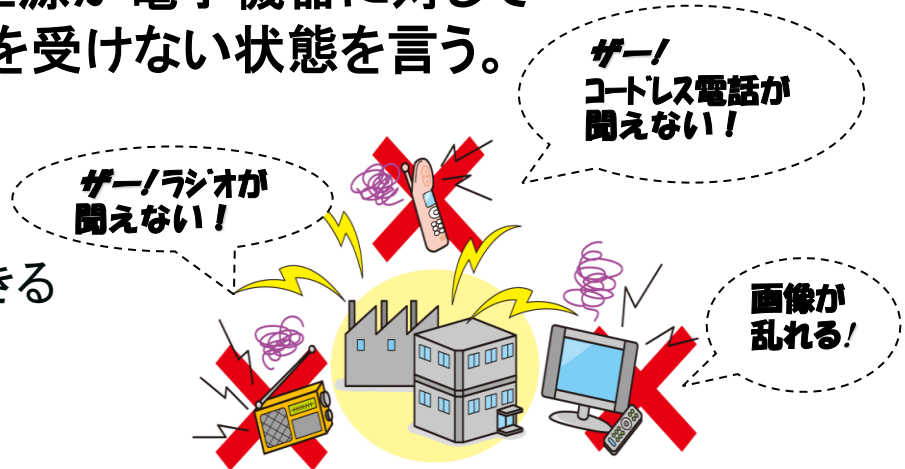 を受けない状態を言う。
ザー!
コードレス電話が
聞えない!
ザー!ラジオが
聞えない!
きる
画像が
乱れる!